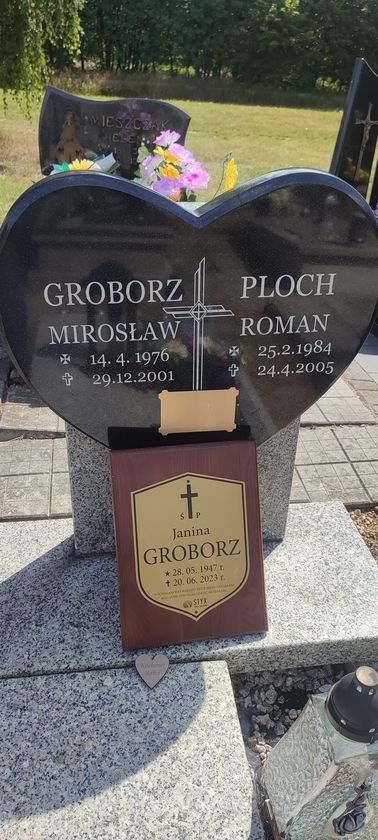 MIESZCZAK
GROBORZ
MIROSŁAW
14. 4. 1976
29.12.2001
PLOCH
ROMAN
25.2.1984
24.4.2005
Ś P
Janina
GROBORZ
★ 28. 05. 1947 r.
✝ 20. 06. 2023 r.
STYX